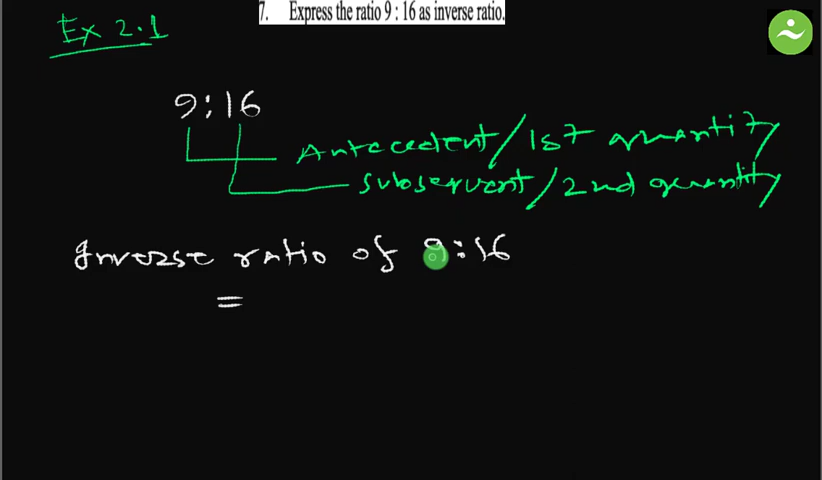 7. Express the ratio 9 : 16 as inverse ratio.
Ex 2.1
9:16
Antecedent/1st quantity
subsequent/2nd quantity
Inverse ratio of 9:16
=